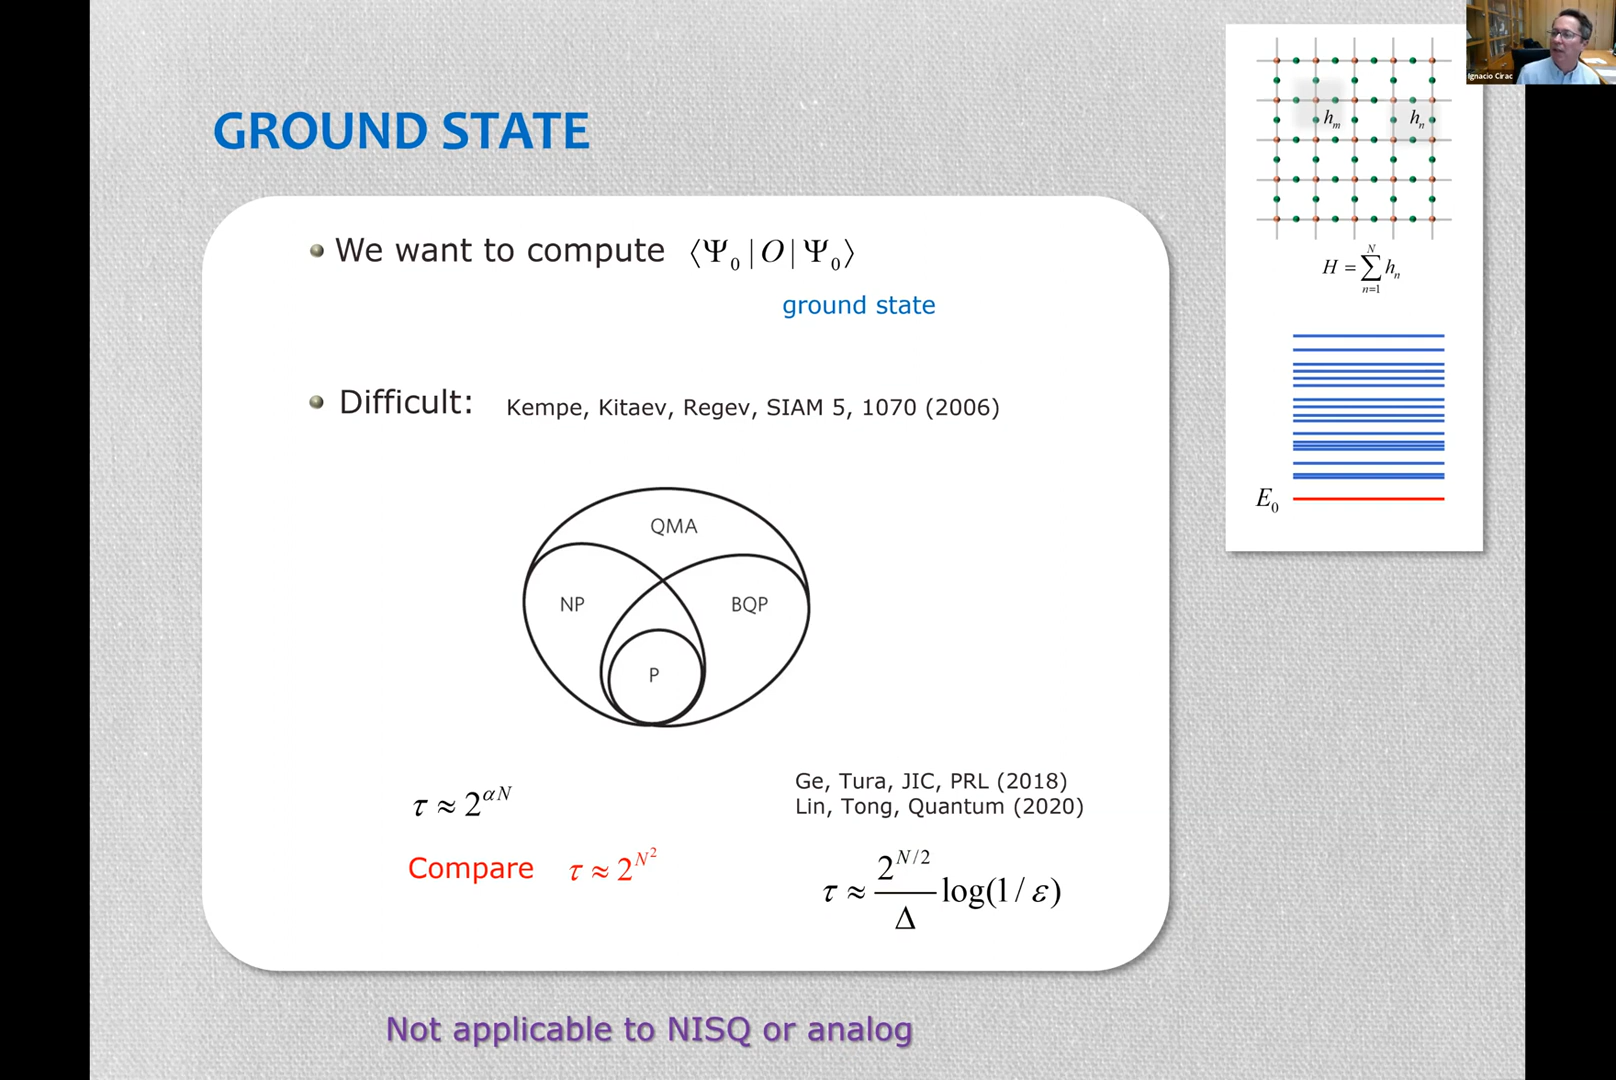 GROUND STATE
We want to compute ⟨Ψ₀|O|Ψ₀⟩
ground state
Difficult: Kempe, Kitaev, Regev, SIAM 5, 1070 (2006)
QMA
NP
BQP
P
τ ≈ 2^{αN}
Compare τ ≈ 2^{N²}
Ge, Tura, JIC, PRL (2018)
Lin, Tong, Quantum (2020)
τ ≈ \frac{2^{N/2}}{Δ} log(1/ε)
Not applicable to NISQ or analog
h_m
h_n
H = \sum_{n=1}^{N} h_n
E₀
Ignacio Cirac